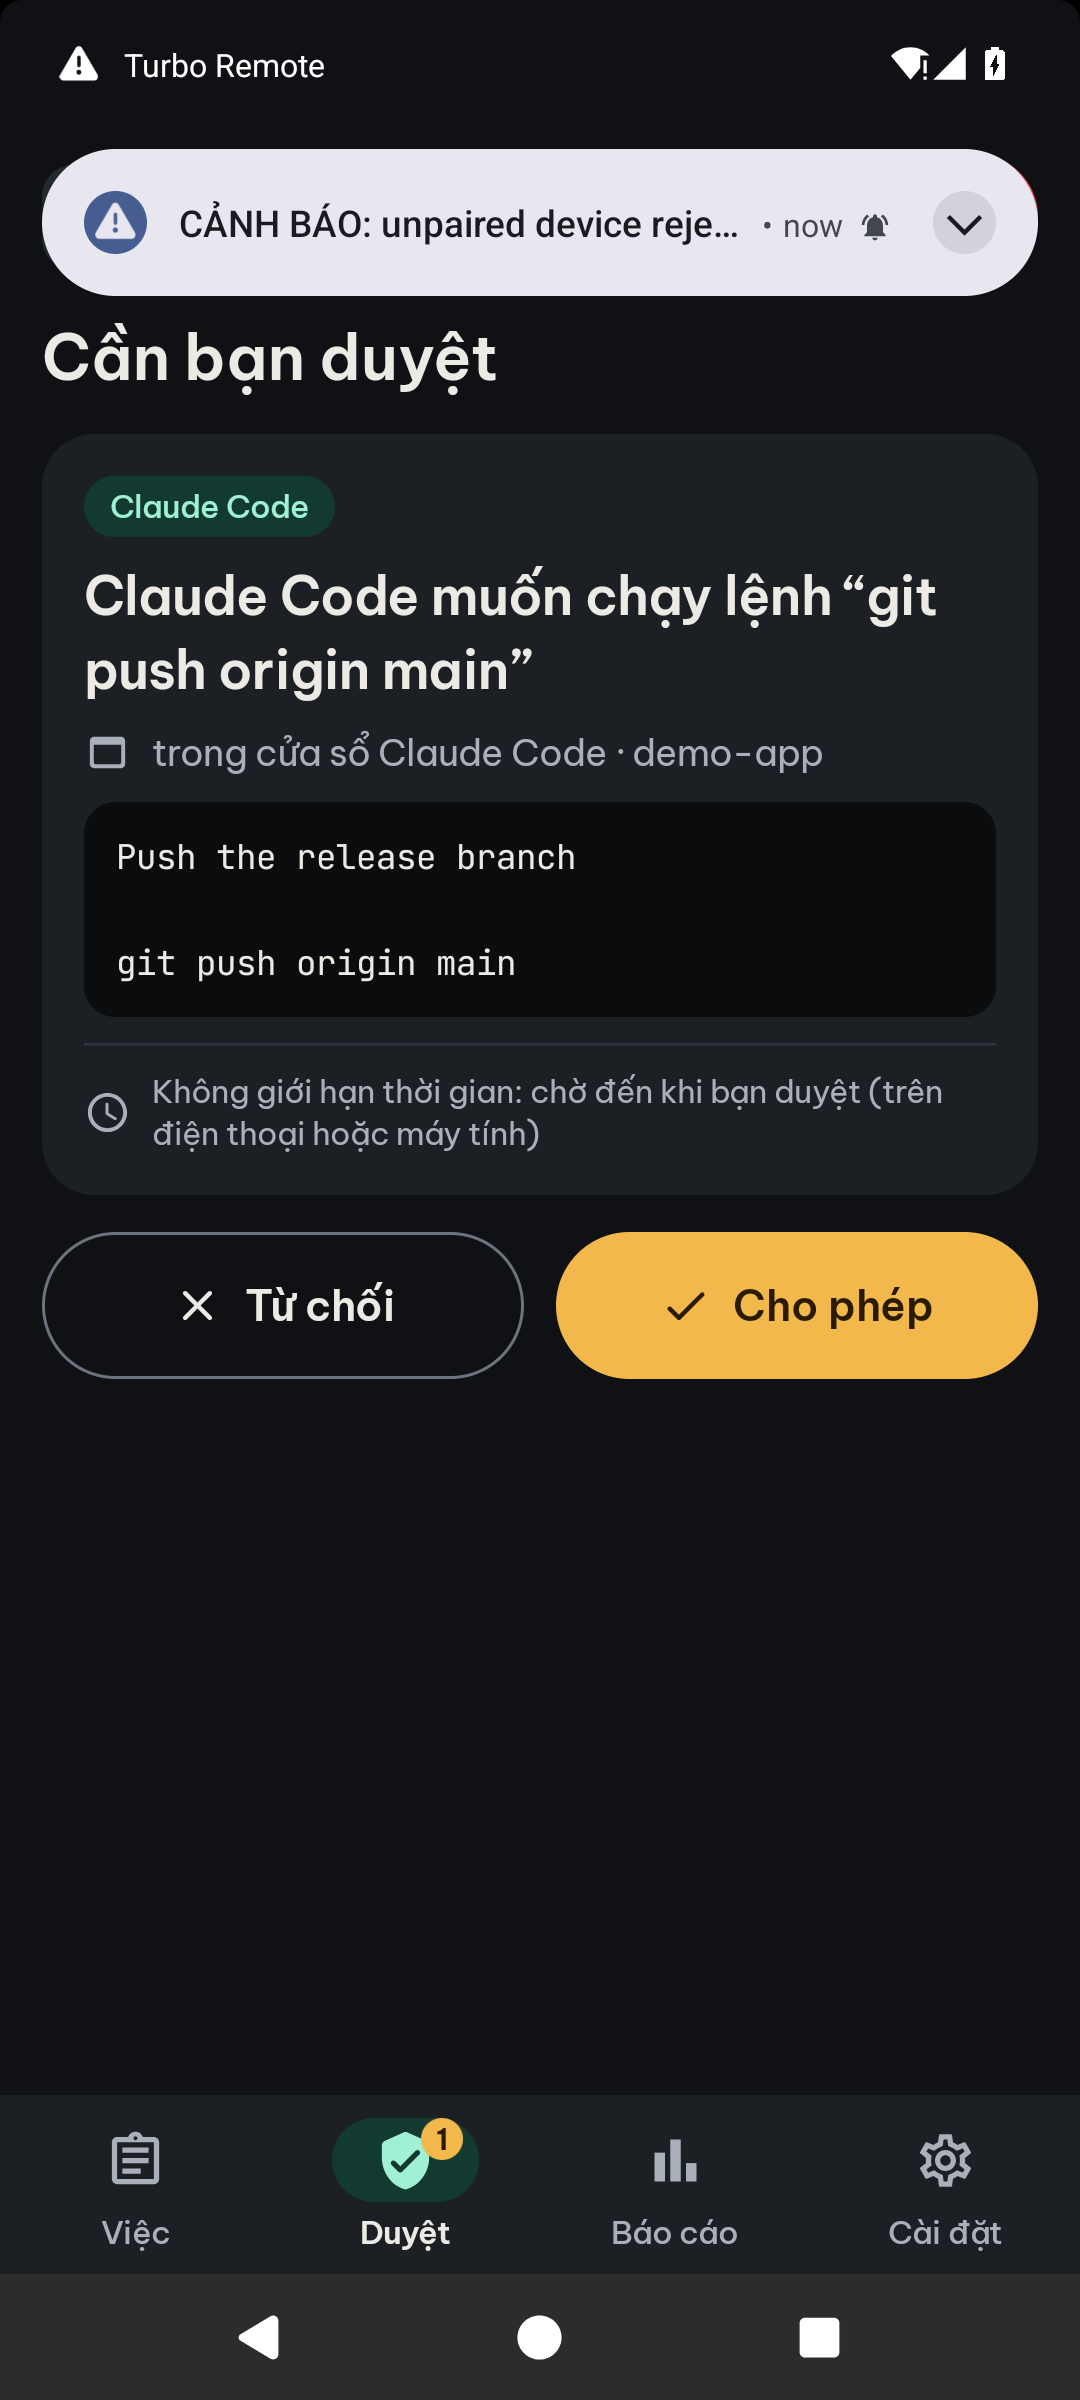 Turbo Remote
CẢNH BÁO: unpaired device reje… • now
Cần bạn duyệt
Claude Code
Claude Code muốn chạy lệnh “git
push origin main”
trong cửa sổ Claude Code · demo-app
Push the release branch
git push origin main
Không giới hạn thời gian: chờ đến khi bạn duyệt (trên
điện thoại hoặc máy tính)
Từ chối
Cho phép
1
Việc
Duyệt
Báo cáo
Cài đặt